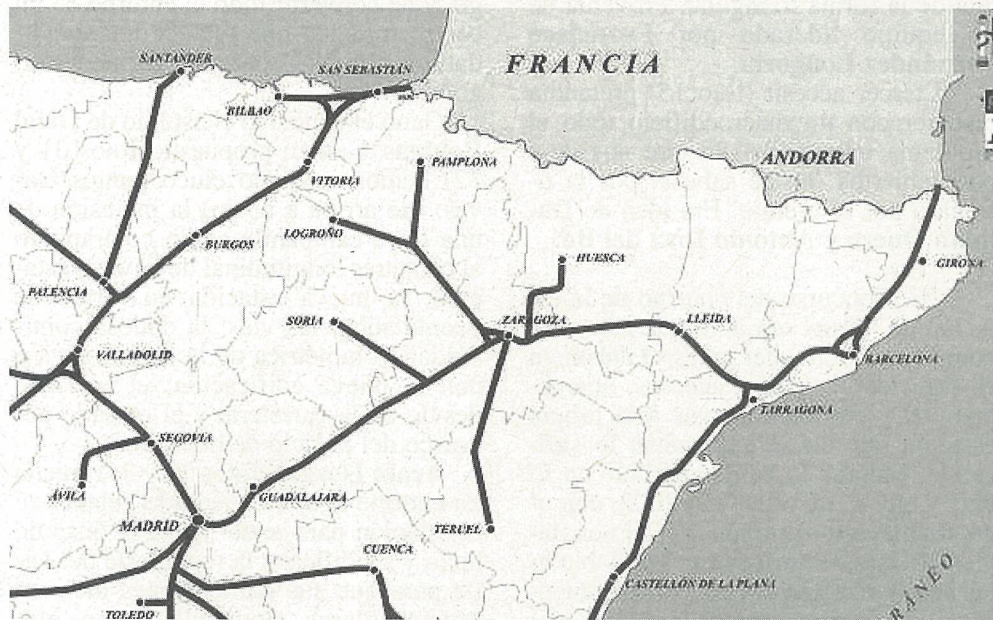 FRANCIA
SANTANDER
SAN SEBASTIÁN
BILBAO
ANDORRA
PAMPLONA
VITORIA
LOGROÑO
BURGOS
HUESCA
GIRONA
PALENCIA
SORIA
ZARAGOZA
LLEIDA
VALLADOLID
BARCELONA
TARRAGONA
SEGOVIA
ÁVILA
GUADALAJARA
MADRID
TERUEL
CUENCA
CASTELLÓN DE LA PLANA
TOLEDO
RÁNEO